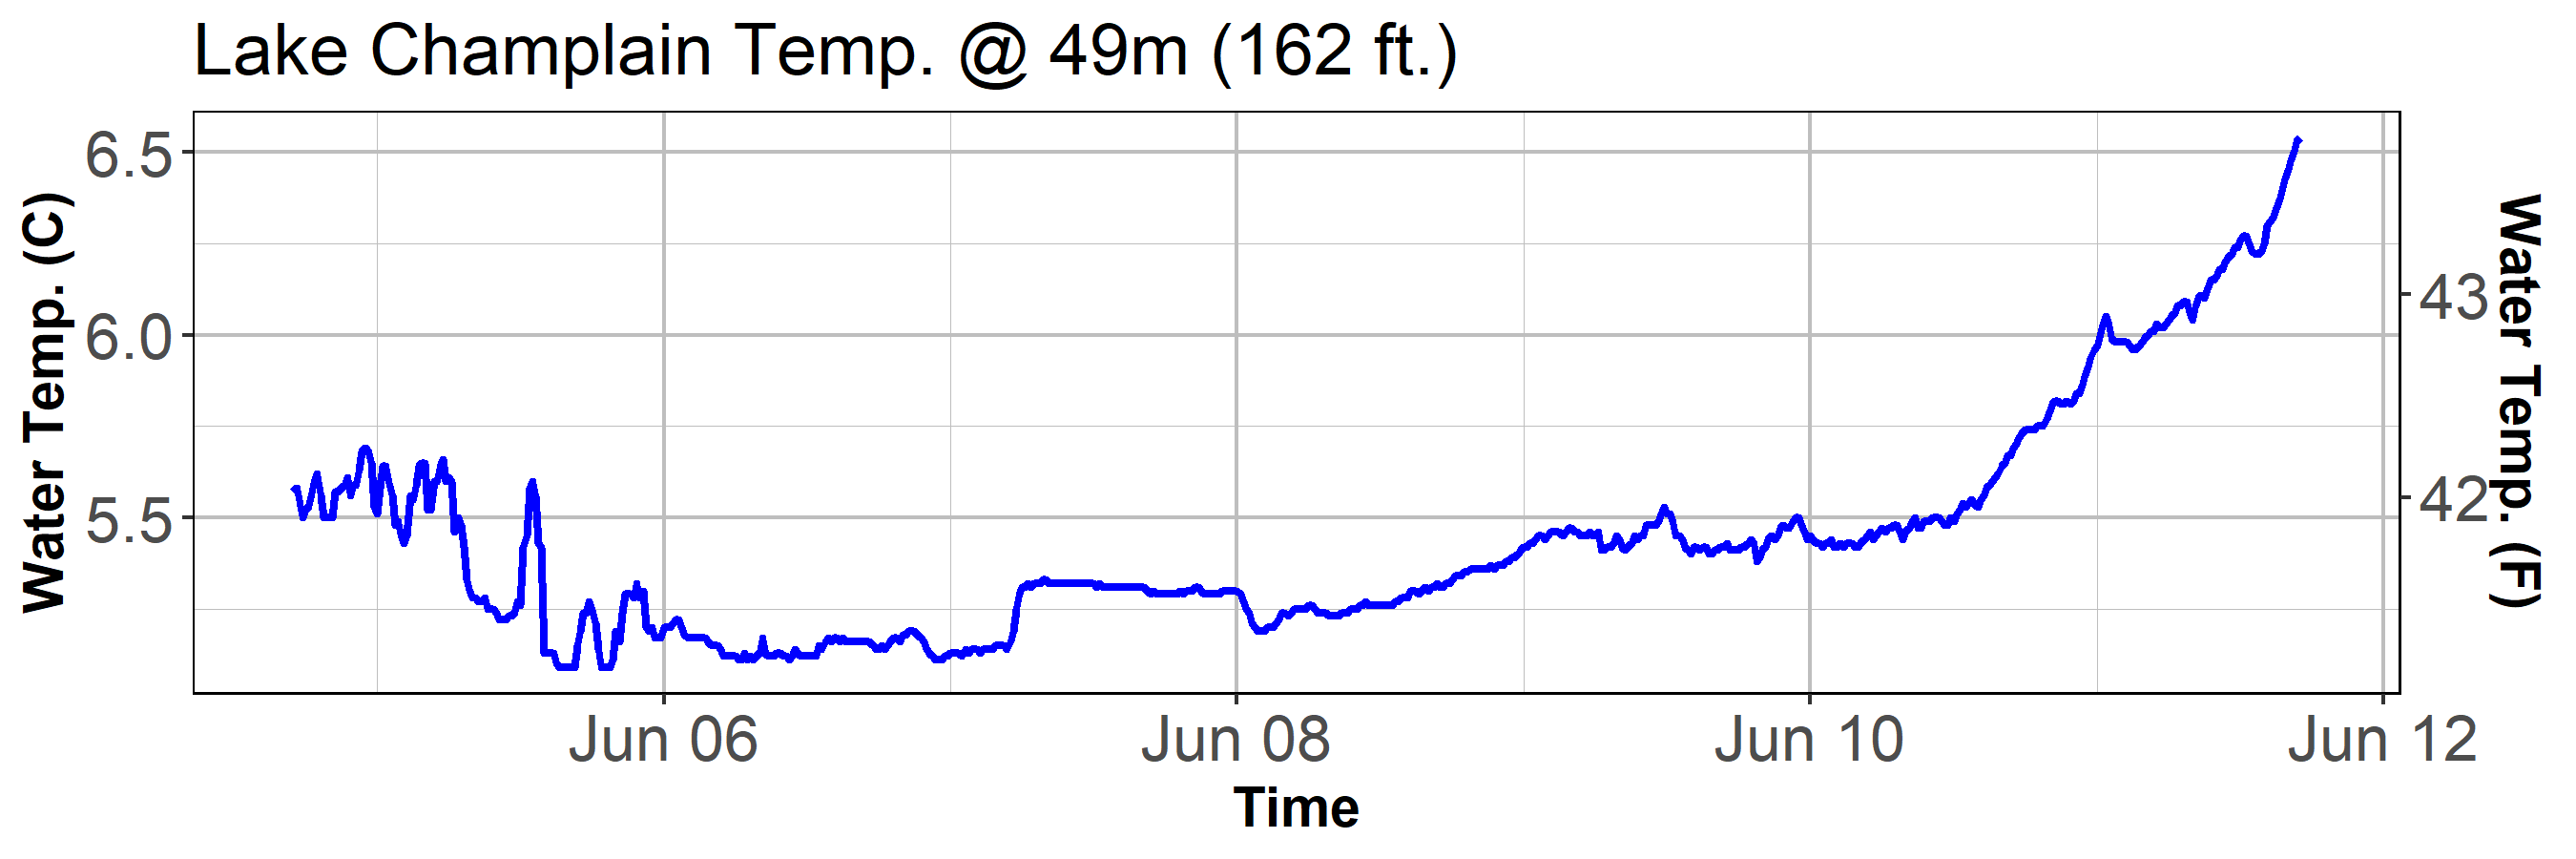 Lake Champlain Temp. @ 49m (162 ft.)
Water Temp. (C)
6.5
6.0
5.5
43
42
Water Temp. (F)
Jun 06 Jun 08 Jun 10 Jun 12
Time